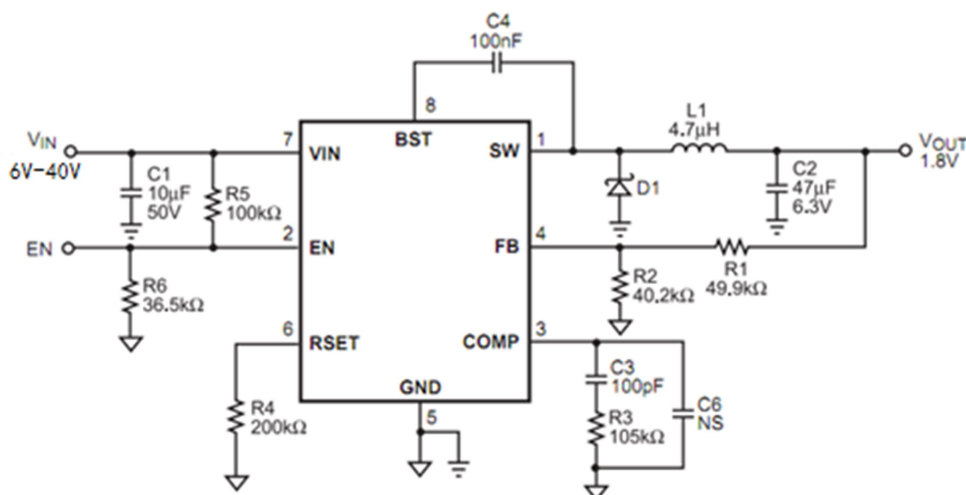 C4
100nF
8
BST
VIN
6V-40V
7
VIN
C1
10μF
50V
R5
100kΩ
SW
1
L1
4.7μH
VOUT
1.8V
D1
C2
47μF
6.3V
EN
2
EN
FB
4
R1
49.9kΩ
R2
40.2kΩ
R6
36.5kΩ
6
RSET
COMP
3
R4
200kΩ
GND
5
C3
100pF
R3
105kΩ
C6
NS